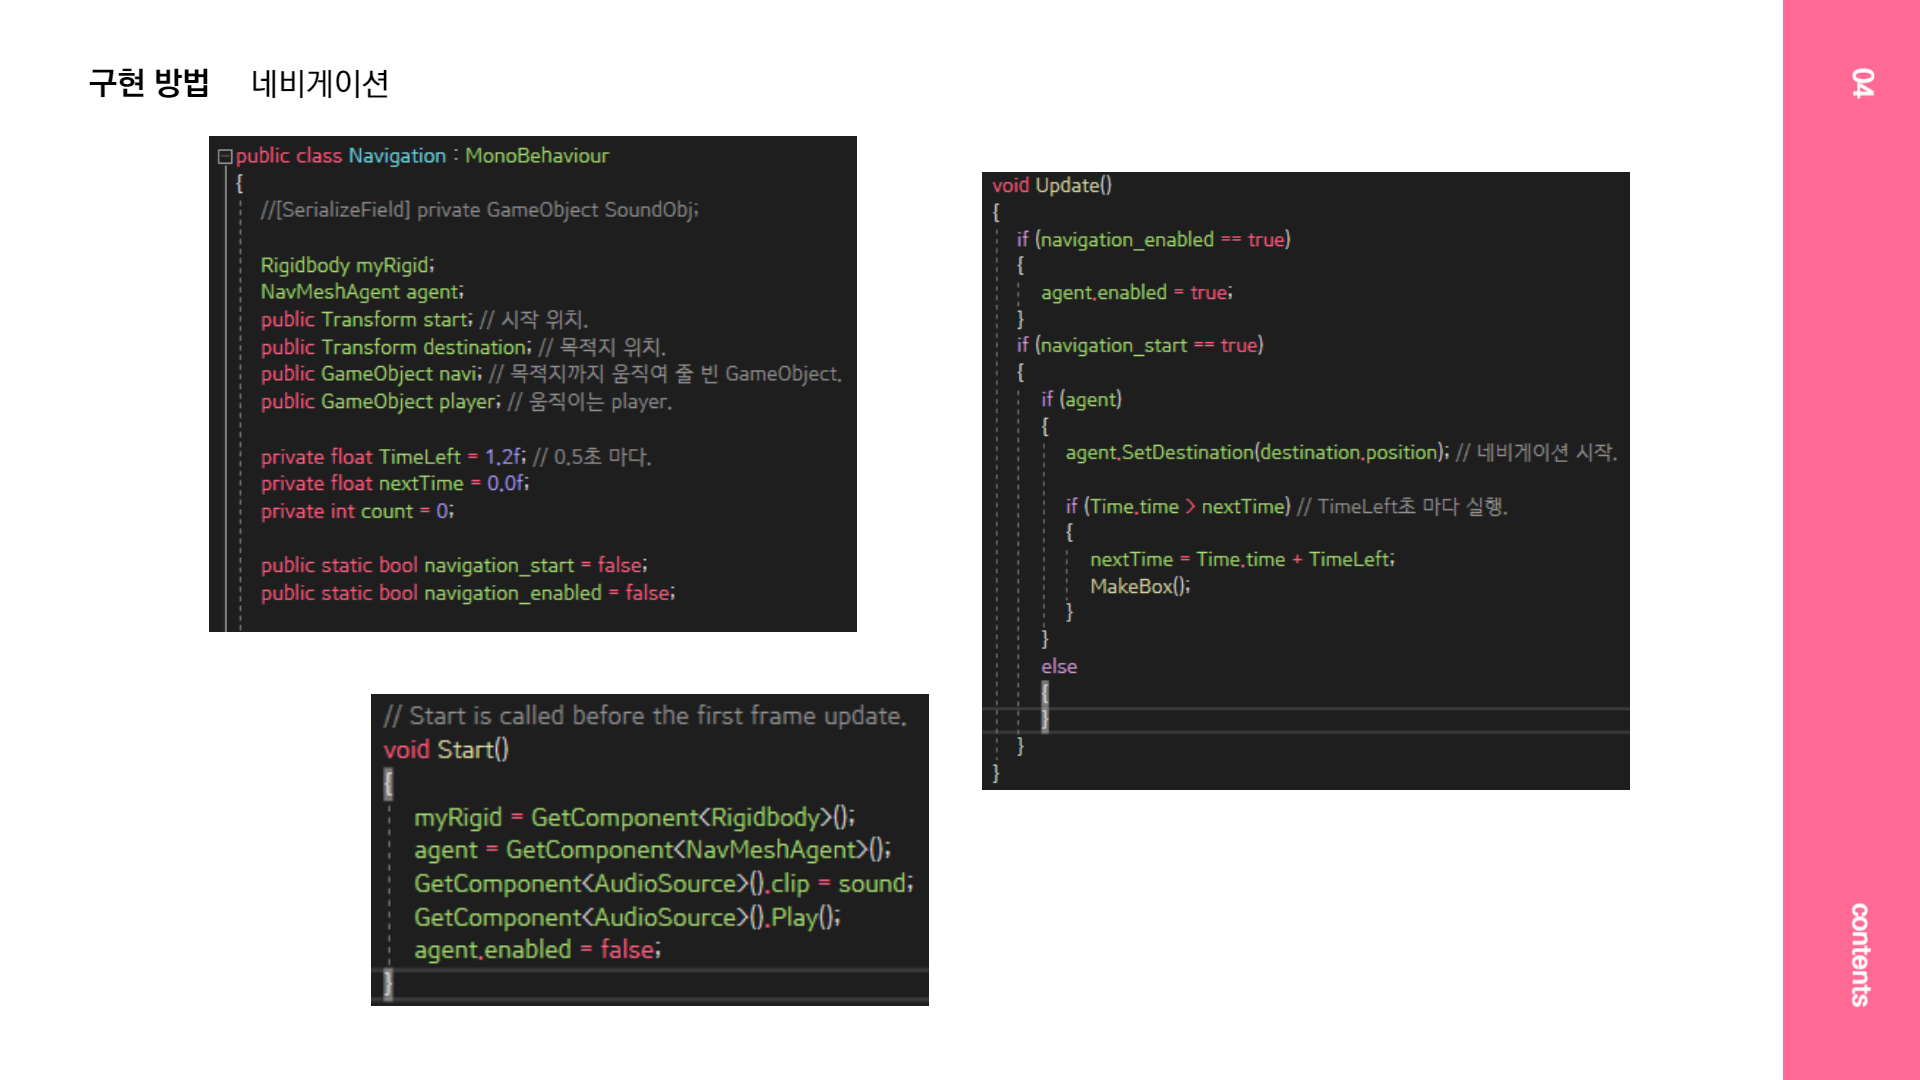 구현 방법 네비게이션
public class Navigation : MonoBehaviour
{
//[SerializeField] private GameObject SoundObj;
Rigidbody myRigid;
NavMeshAgent agent;
public Transform start; // 시작 위치.
public Transform destination; // 목적지 위치.
public GameObject navi; // 목적지까지 움직여 줄 빈 GameObject.
public GameObject player; // 움직이는 player.
private float TimeLeft = 1.2f; // 0.5초 마다.
private float nextTime = 0.0f;
private int count = 0;
public static bool navigation_start = false;
public static bool navigation_enabled = false;
// Start is called before the first frame update.
void Start()
{
myRigid = GetComponent<Rigidbody>();
agent = GetComponent<NavMeshAgent>();
GetComponent<AudioSource>().clip = sound;
GetComponent<AudioSource>().Play();
agent.enabled = false;
}
void Update()
{
if (navigation_enabled == true)
{
agent.enabled = true;
}
if (navigation_start == true)
{
if (agent)
{
agent.SetDestination(destination.position); // 네비게이션 시작.
if (Time.time > nextTime) // TimeLeft초 마다 실행.
{
nextTime = Time.time + TimeLeft;
MakeBox();
}
}
else
{
}
}
}
04
contents